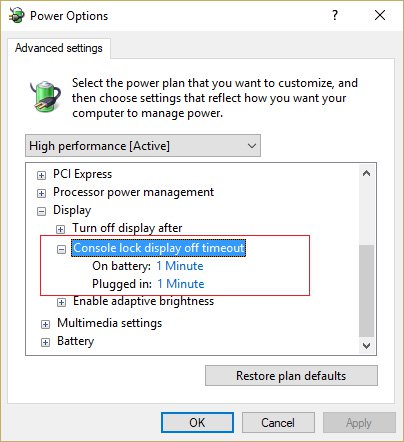 Power Options
Advanced settings
Select the power plan that you want to customize, and
then choose settings that reflect how you want your
computer to manage power.
High performance [Active]
PCI Express
Processor power management
Display
Turn off display after
Console lock display off timeout
On battery: 1 Minute
Plugged in: 1 Minute
Enable adaptive brightness
Multimedia settings
Battery
Restore plan defaults
OK Cancel Apply